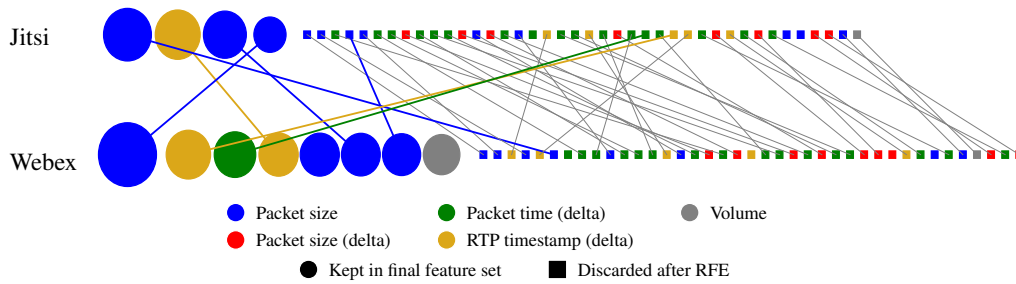 Jitsi
Webex
Packet size
Packet time (delta)
Volume
Packet size (delta)
RTP timestamp (delta)
Kept in final feature set
Discarded after RFE